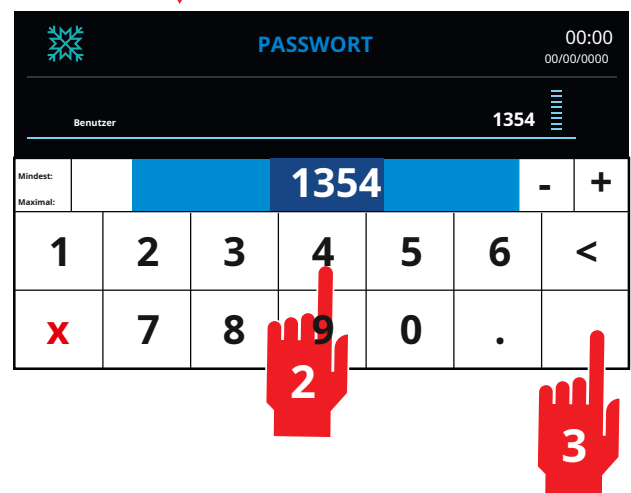 PASSWORT
00:00
00/00/0000
Benutzer 1354
Mindest:
Maximal:
1354 - +
1 2 3 4 5 6 <
x 7 8 9 0 .
2
3